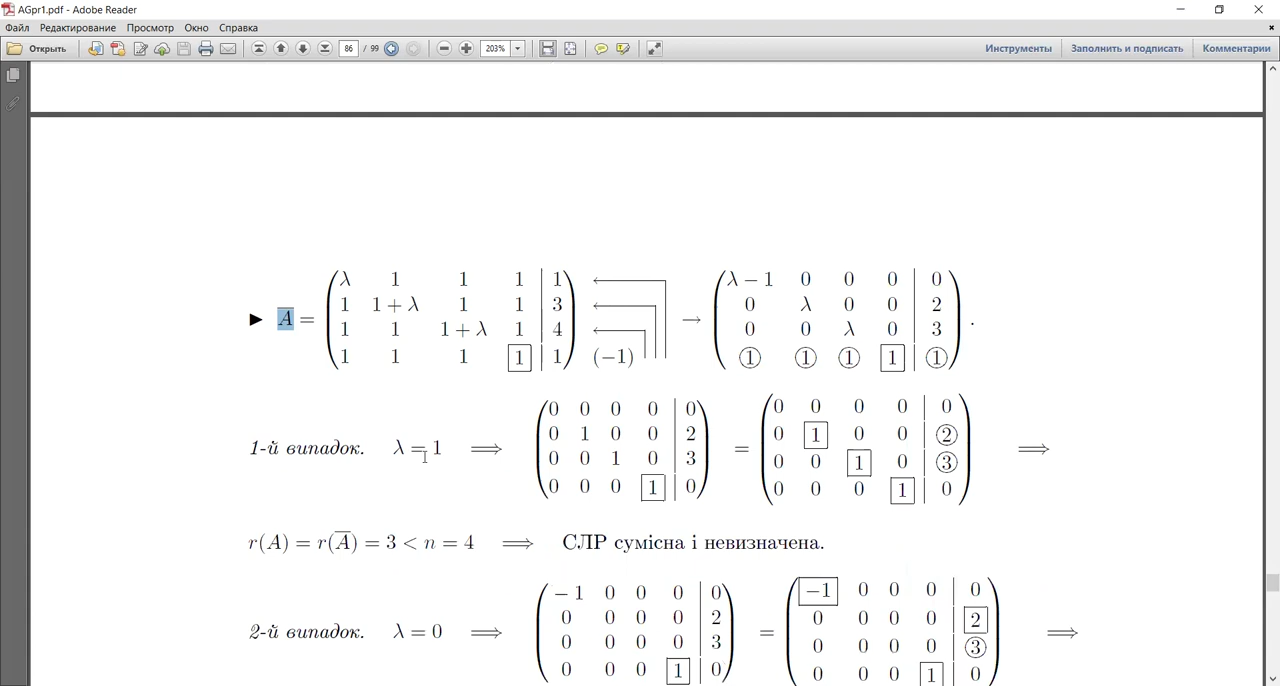 AGpr1.pdf - Adobe Reader
Файл Редактирование Просмотр Окно Справка
Открыть 86 / 99 203% Инструменты Заполнить и подписать Комментарии
λ 1 1 1 | 1 λ − 1 0 0 0 | 0
1 1 + λ 1 1 | 3 0 λ 0 0 | 2
► A = →
1 1 1 + λ 1 | 4 0 0 λ 0 | 3 .
1 1 1 1 | 1 (−1) 1 1 1 1 | 1
0 0 0 0 | 0 0 0 0 0 | 0
0 1 0 0 | 2 0 1 0 0 | 2
1-й випадок. λ = 1 ⟹ = ⟹
0 0 1 0 | 3 0 0 1 0 | 3
0 0 0 1 | 0 0 0 0 1 | 0
r(A) = r(A̅) = 3 < n = 4 ⟹ СЛР сумісна і невизначена.
−1 0 0 0 | 0 −1 0 0 0 | 0
0 0 0 0 | 2 0 0 0 0 | 2
2-й випадок. λ = 0 ⟹ = ⟹
0 0 0 0 | 3 0 0 0 0 | 3
0 0 0 1 | 0 0 0 0 1 | 0